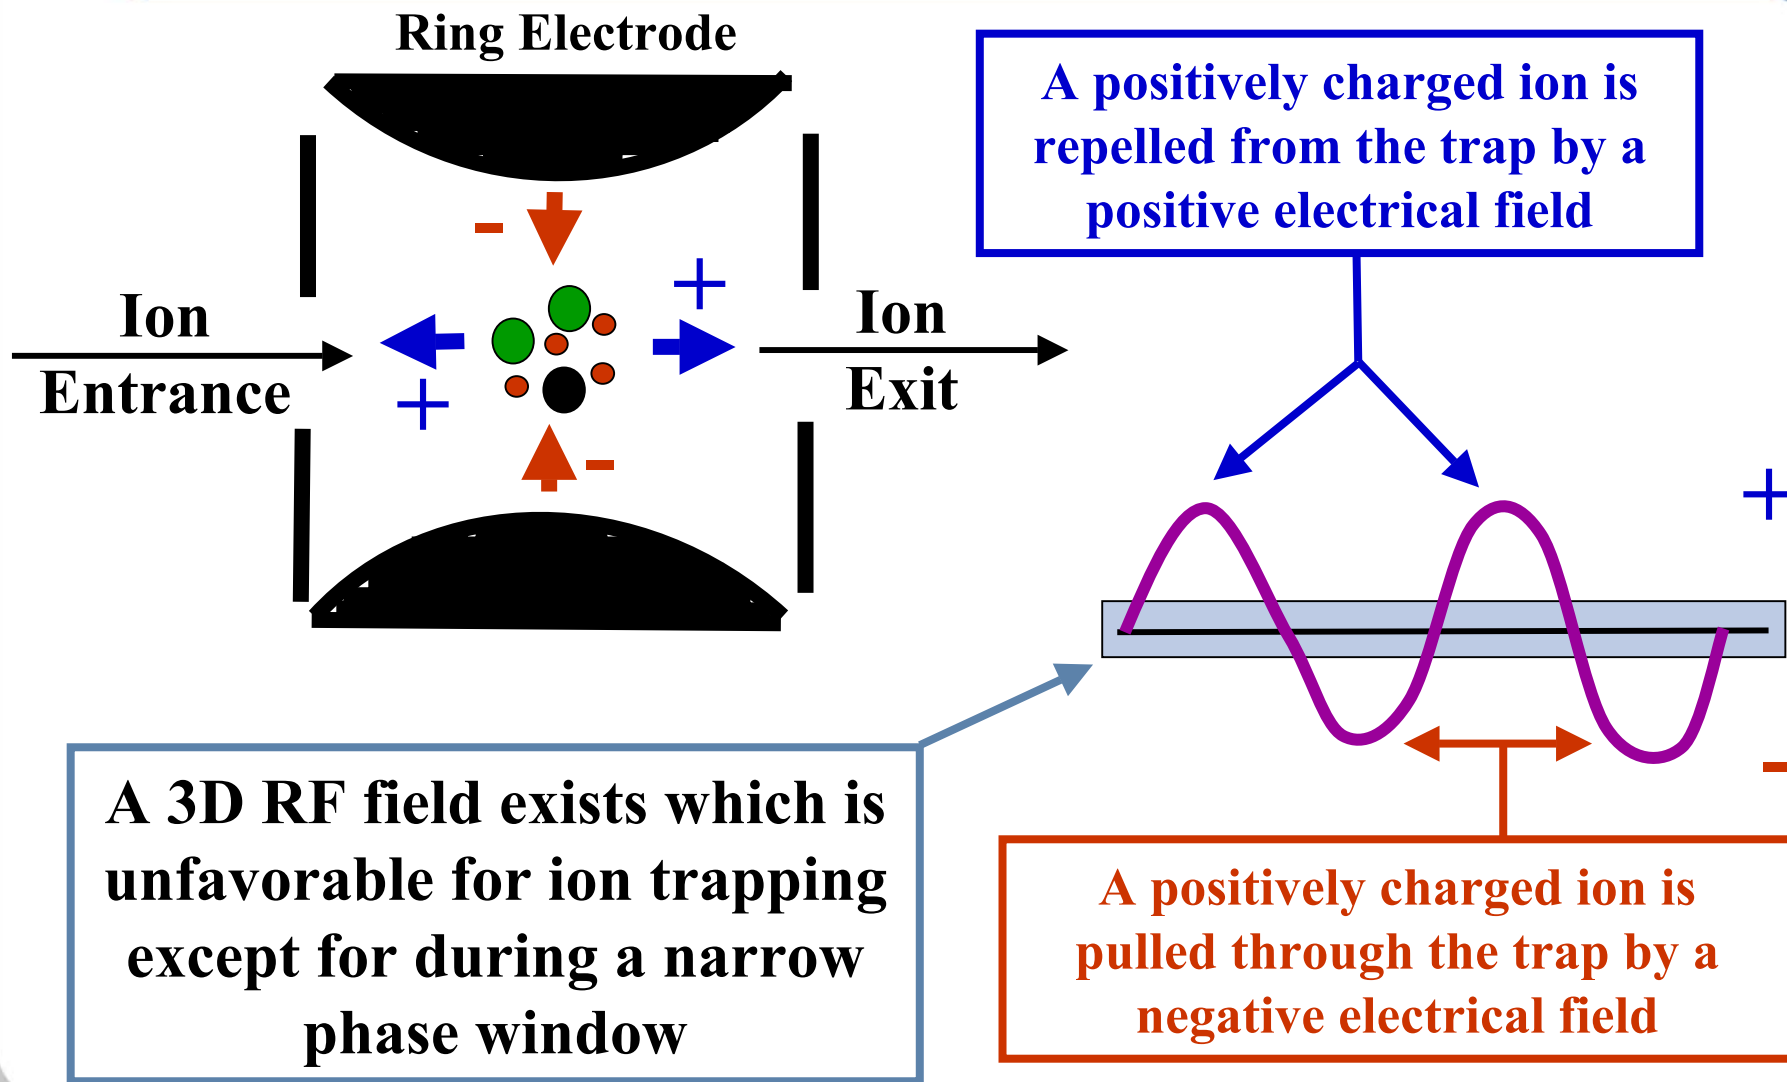 Ring Electrode
-
+
Ion
Entrance
+
-
Ion
Exit
A positively charged ion is
repelled from the trap by a
positive electrical field
+
-
A 3D RF field exists which is
unfavorable for ion trapping
except for during a narrow
phase window
A positively charged ion is
pulled through the trap by a
negative electrical field